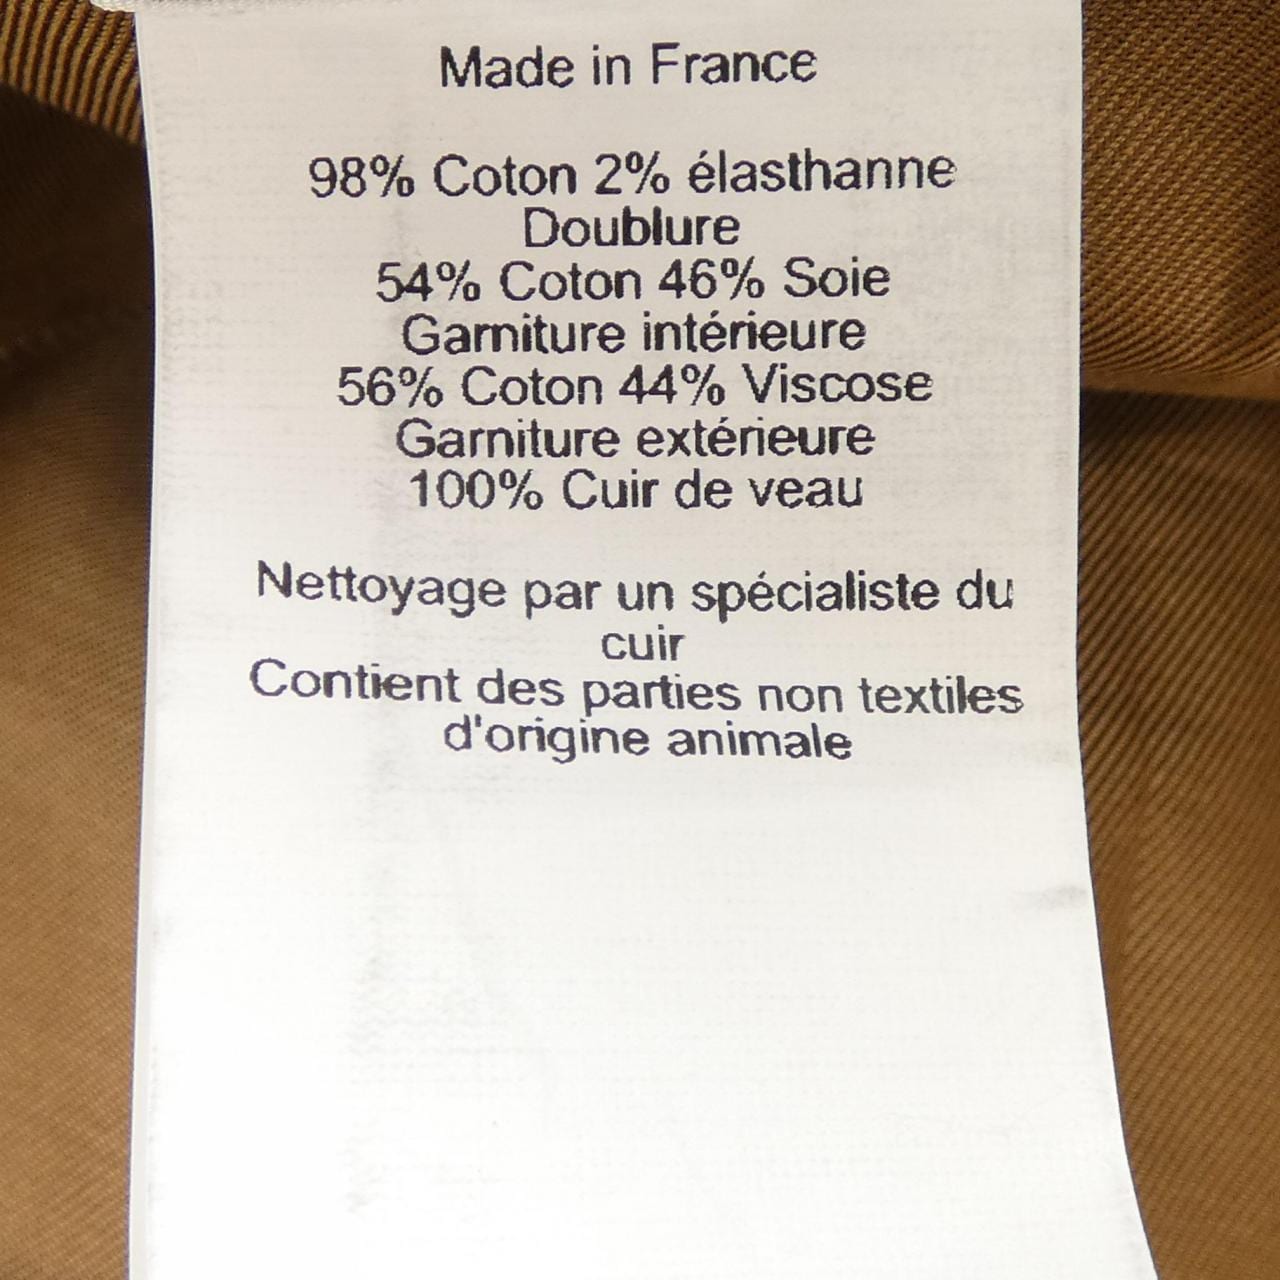 Made in France
98% Coton 2% élasthanne
Doublure
54% Coton 46% Soie
Garniture intérieure
56% Coton 44% Viscose
Garniture extérieure
100% Cuir de veau
Nettoyage par un spécialiste du
cuir
Contient des parties non textiles
d'origine animale